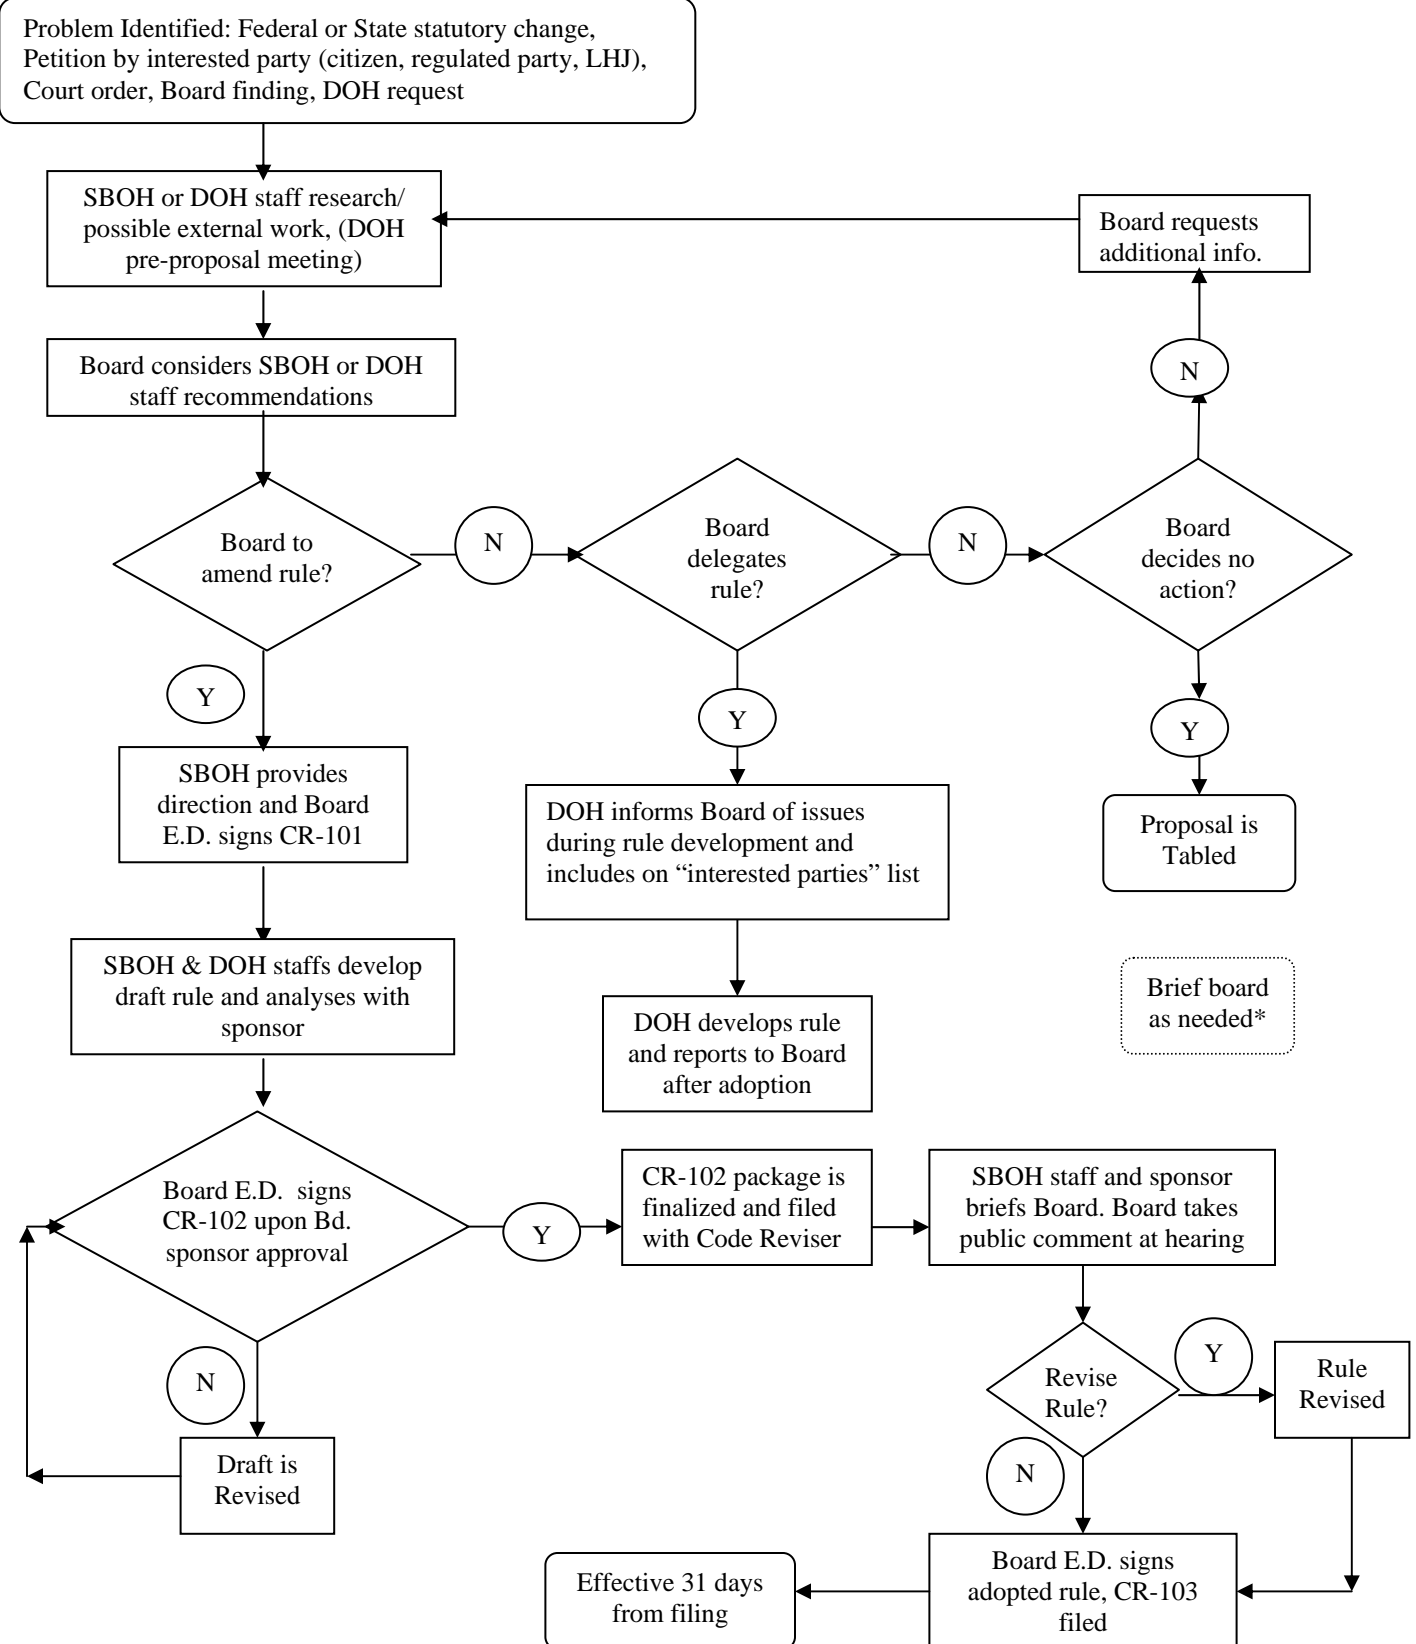 Problem Identified: Federal or State statutory change,
Petition by interested party (citizen, regulated party, LHJ),
Court order, Board finding, DOH request
SBOH or DOH staff research/
possible external work, (DOH
pre-proposal meeting)
Board requests
additional info.
Board considers SBOH or DOH
staff recommendations
N
Board to
amend rule?
N
Board
delegates
rule?
N
Board
decides no
action?
Y
Y
Y
SBOH provides
direction and Board
E.D. signs CR-101
DOH informs Board of issues
during rule development and
includes on “interested parties” list
Proposal is
Tabled
SBOH & DOH staffs develop
draft rule and analyses with
sponsor
DOH develops rule
and reports to Board
after adoption
Brief board
as needed*
Board E.D.  signs
CR-102 upon Bd.
sponsor approval
Y
CR-102 package is
finalized and filed
with Code Reviser
SBOH staff and sponsor
briefs Board. Board takes
public comment at hearing
N
Draft is
Revised
Revise
Rule?
Y
Rule
Revised
N
Board E.D. signs
adopted rule, CR-103
filed
Effective 31 days
from filing